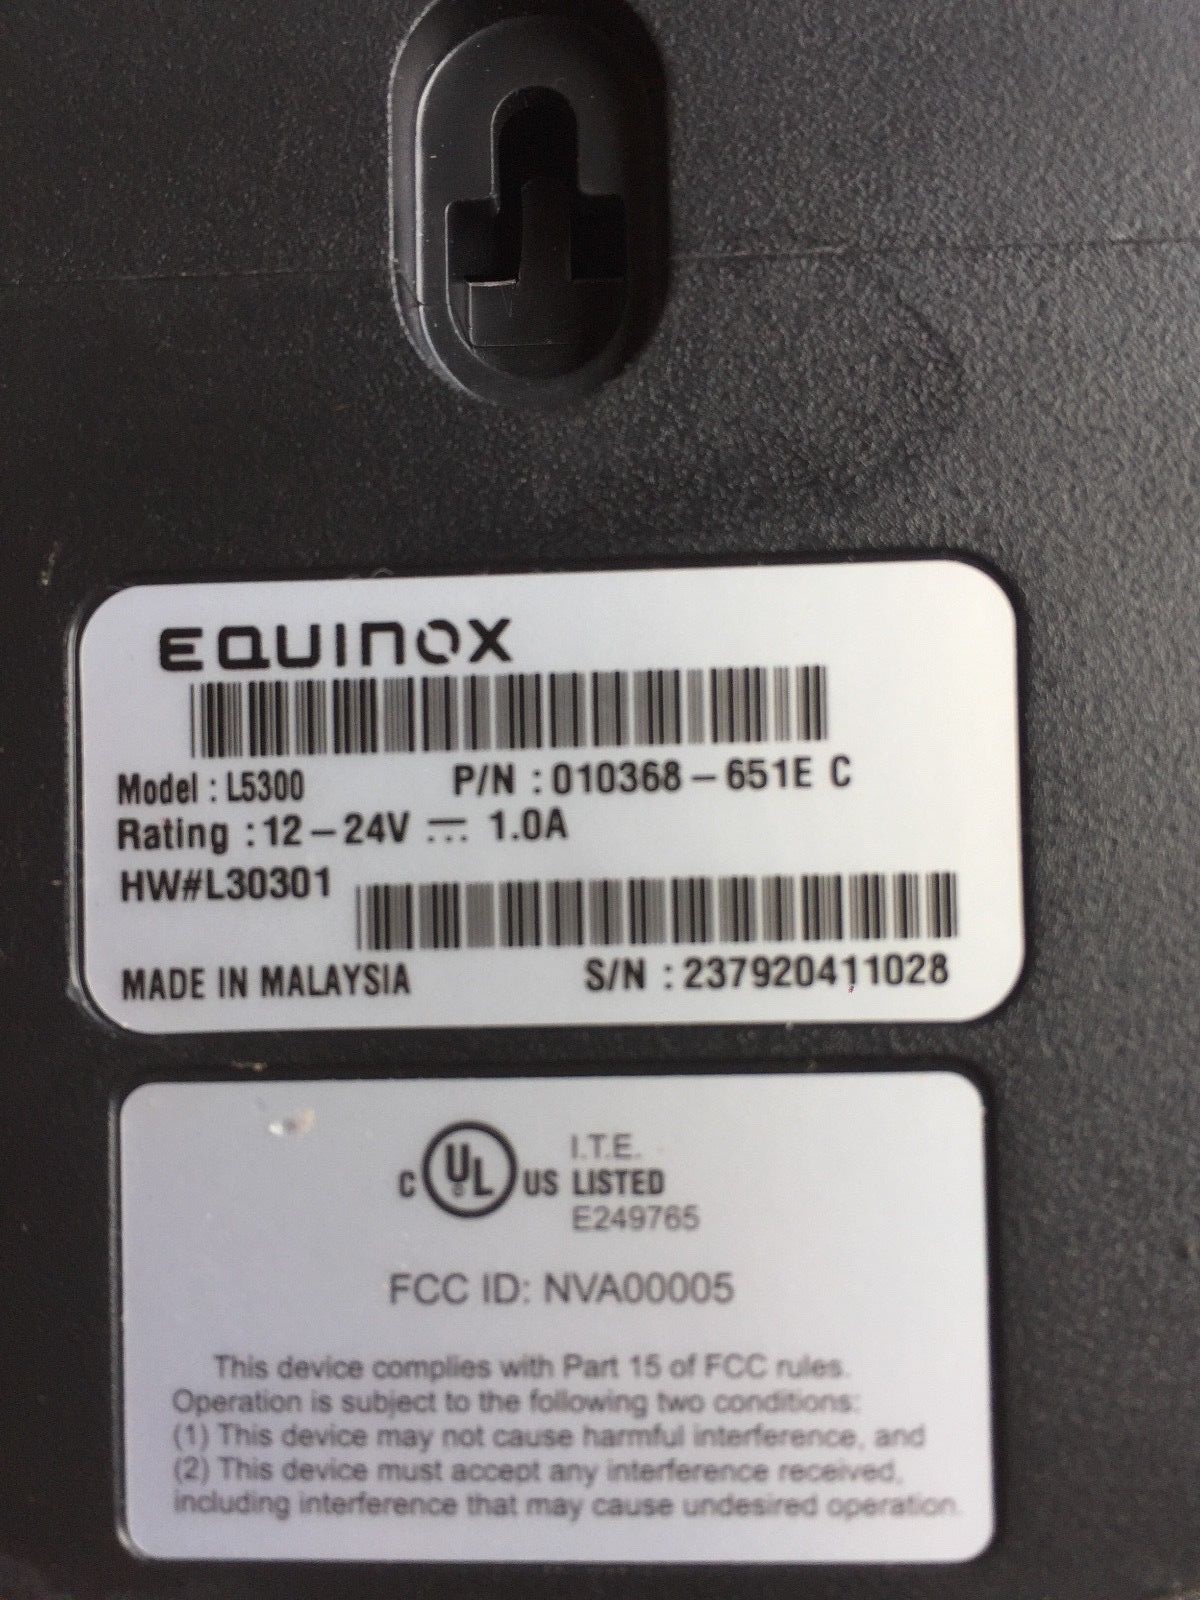 EQUINOX
Model : L5300 P/N : 010368-651E C
Rating : 12-24V ⎓ 1.0A
HW#L30301
MADE IN MALAYSIA S/N : 237920411028
C UL US I.T.E.
LISTED
E249765
FCC ID: NVA00005
This device complies with Part 15 of FCC rules.
Operation is subject to the following two conditions:
(1) This device may not cause harmful interference, and
(2) This device must accept any interference received,
including interference that may cause undesired operation.